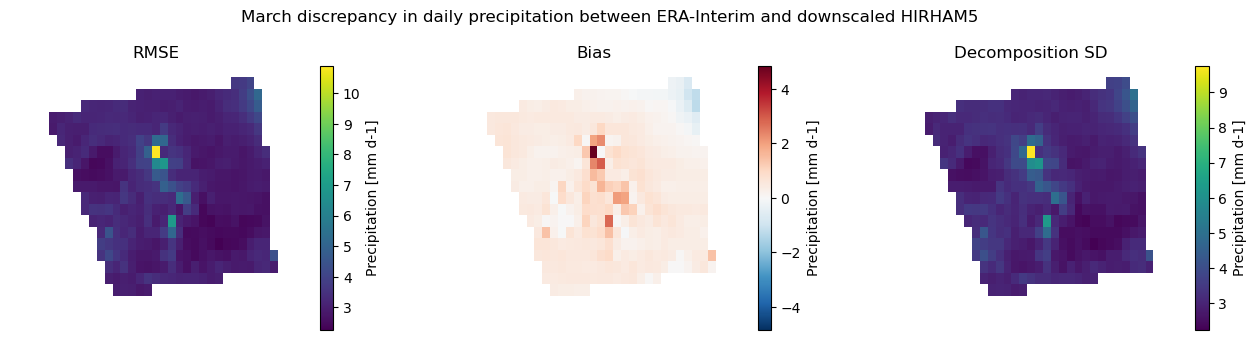 March discrepancy in daily precipitation between ERA-Interim and downscaled HIRHAM5
RMSE
Bias
Decomposition SD
10
9
8
7
6
5
4
3
Precipitation [mm d-1]
4
2
0
−2
−4
Precipitation [mm d-1]
9
8
7
6
5
4
3
Precipitation [mm d-1]